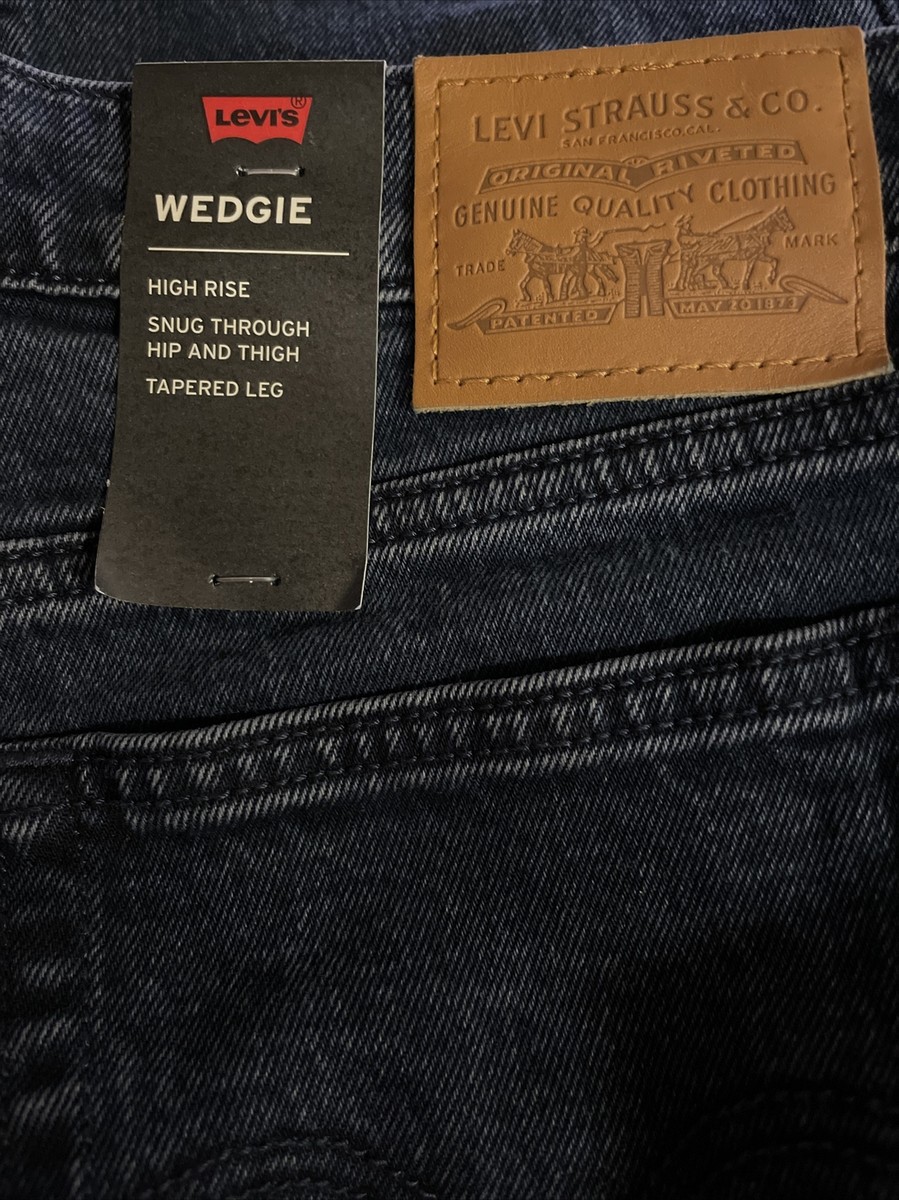 LEVI'S®
WEDGIE
HIGH RISE
SNUG THROUGH
HIP AND THIGH
TAPERED LEG
LEVI STRAUSS & CO.
SAN FRANCISCO.CAL.
ORIGINAL RIVETED
GENUINE QUALITY CLOTHING
TRADE MARK
PATENTED MAY 20 1873